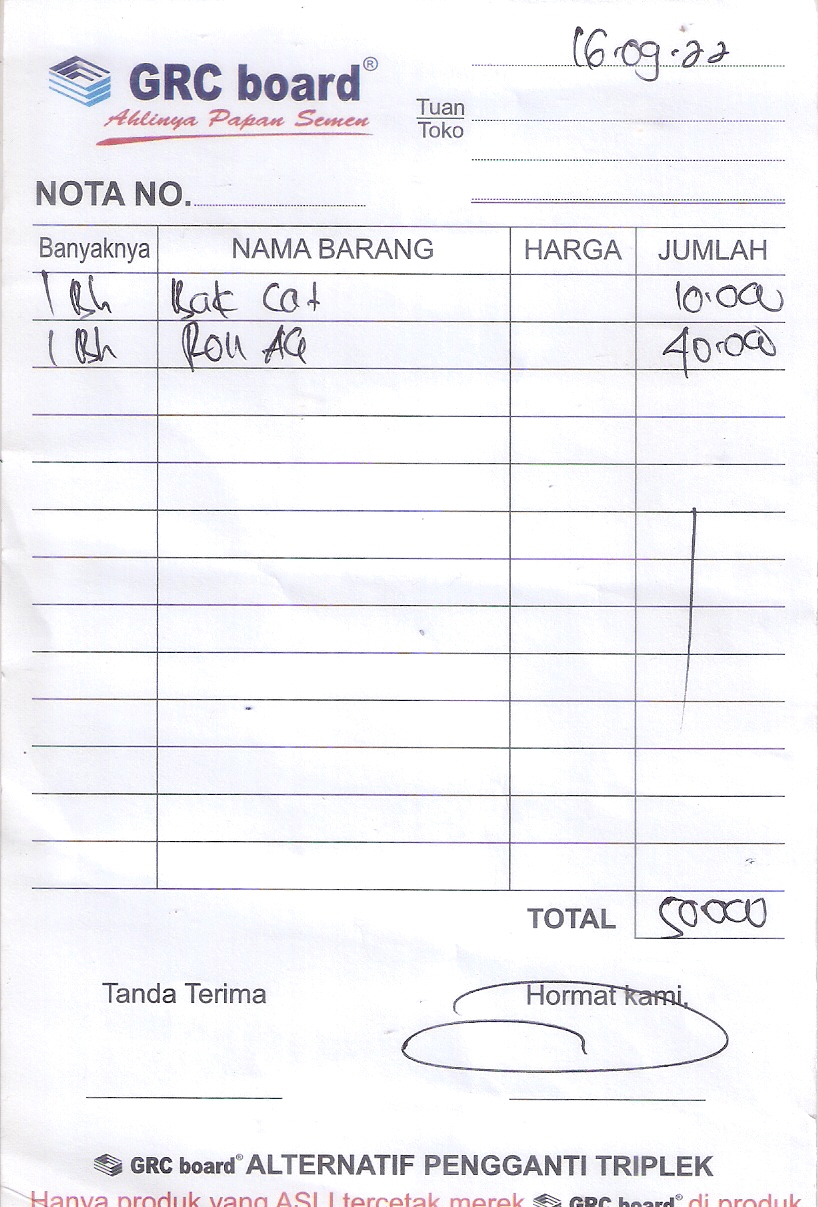 16.09.22
GRC board®
Ahlinya Papan Semen
Tuan
Toko
NOTA NO.
Banyaknya NAMA BARANG HARGA JUMLAH
1 Bh Bak Cat 10.000
1 Bh Roll 40.000
TOTAL 50.000
Tanda Terima Hormat kami,
GRC board® ALTERNATIF PENGGANTI TRIPLEK
Hanya produk yang ASLI tercetak merek GRC board® di produk